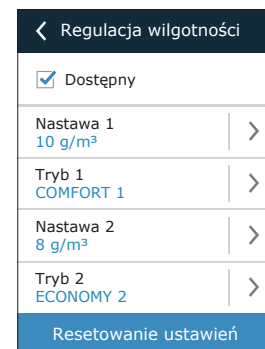 Regulacja wilgotności
Dostępny
Nastawa 1
10 g/m³
Tryb 1
COMFORT 1
Nastawa 2
8 g/m³
Tryb 2
ECONOMY 2
Resetowanie ustawień